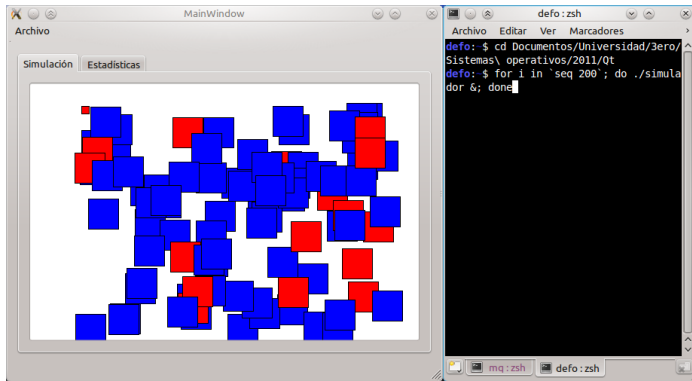 MainWindow
Archivo
Simulación Estadísticas
defo : zsh
Archivo Editar Ver Marcadores
defo:~$ cd Documentos/Universidad/3ero/
Sistemas\ operativos/2011/Qt
defo:~$ for i in `seq 200`; do ./simula
dor &; done
mq : zsh defo : zsh